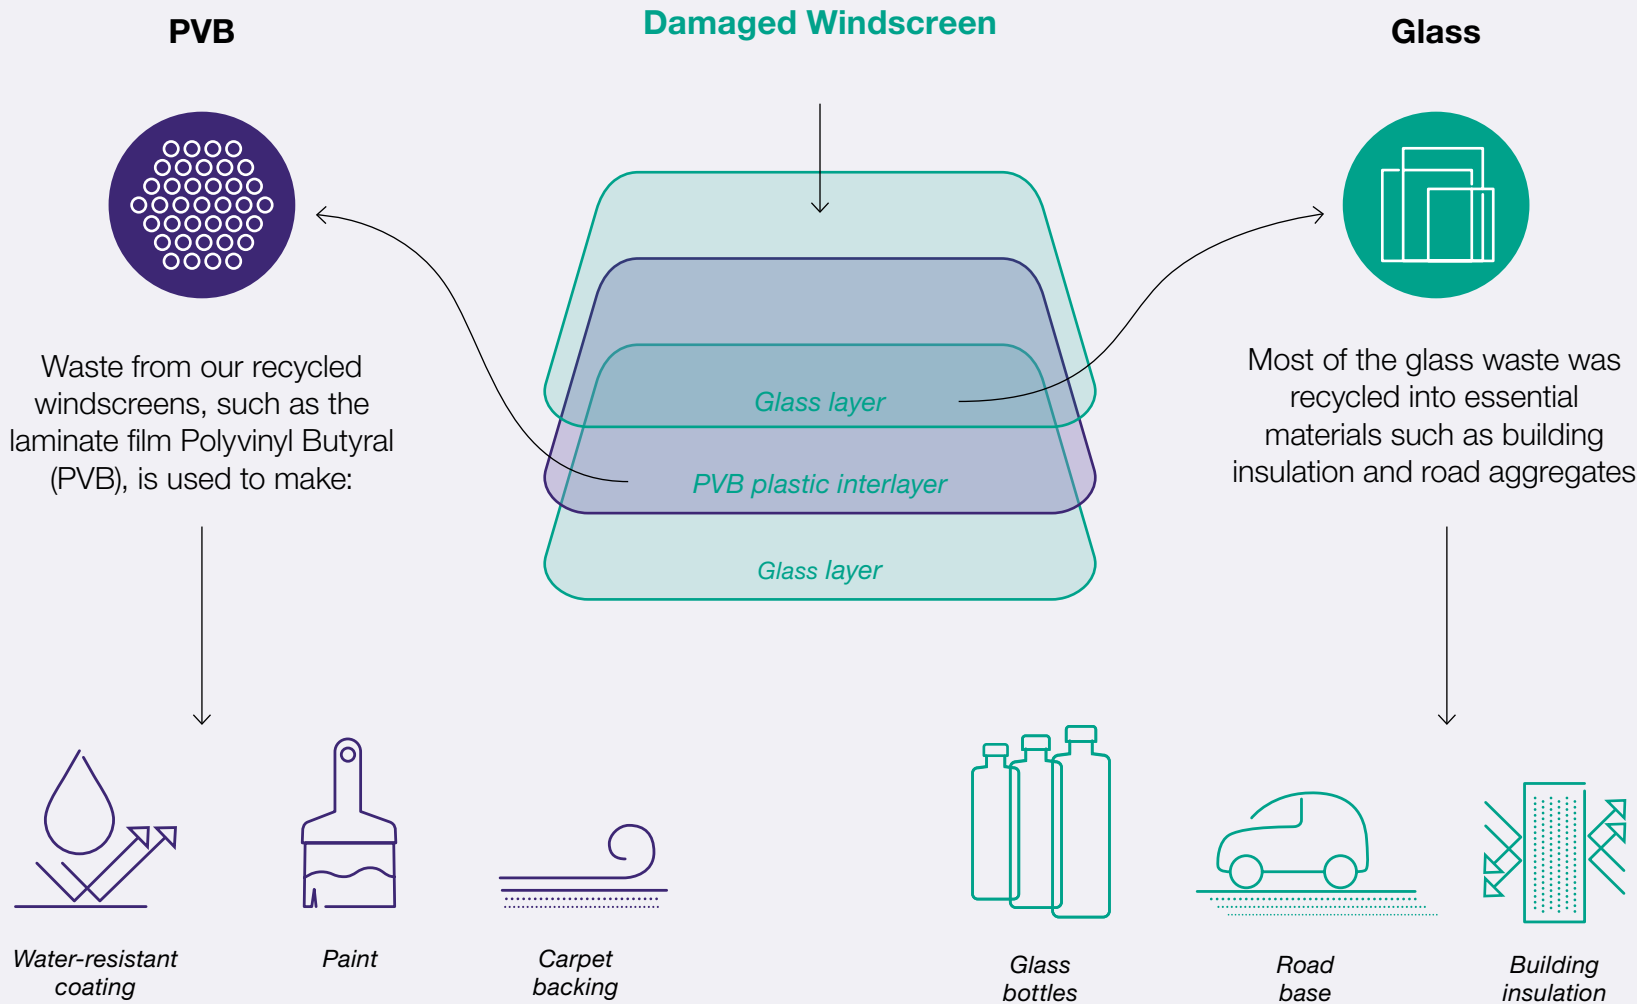 PVB
Damaged Windscreen
Glass
Waste from our recycled
windscreens, such as the
laminate film Polyvinyl Butyral
(PVB), is used to make:
Glass layer
PVB plastic interlayer
Glass layer
Most of the glass waste was
recycled into essential
materials such as building
insulation and road aggregates
Water-resistant
coating
Paint
Carpet
backing
Glass
bottles
Road
base
Building
insulation